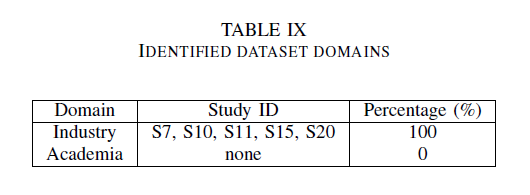 TABLE IX
IDENTIFIED DATASET DOMAINS
Domain Study ID Percentage (%)
Industry S7, S10, S11, S15, S20 100
Academia none 0